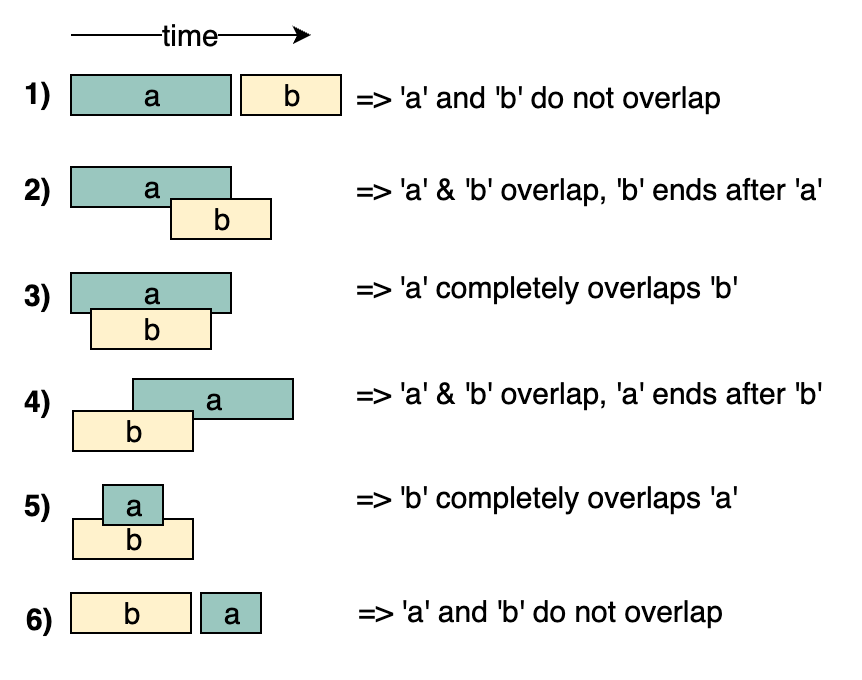 time
1) a b => 'a' and 'b' do not overlap
2) a => 'a' & 'b' overlap, 'b' ends after 'a'
b
3) a => 'a' completely overlaps 'b'
b
4) a => 'a' & 'b' overlap, 'a' ends after 'b'
b
5) a => 'b' completely overlaps 'a'
b
6) b a => 'a' and 'b' do not overlap